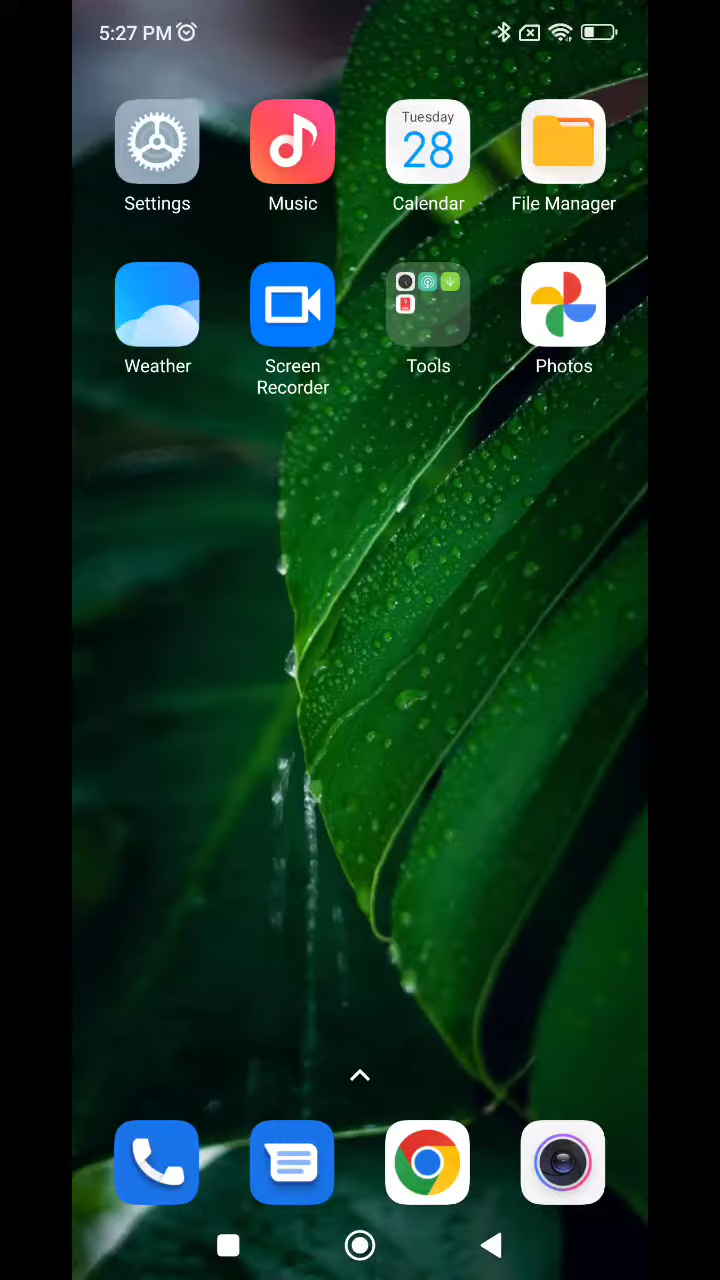 5:27 PM
Tuesday
28
Settings
Music
Calendar
File Manager
Weather
Screen
Recorder
Tools
Photos